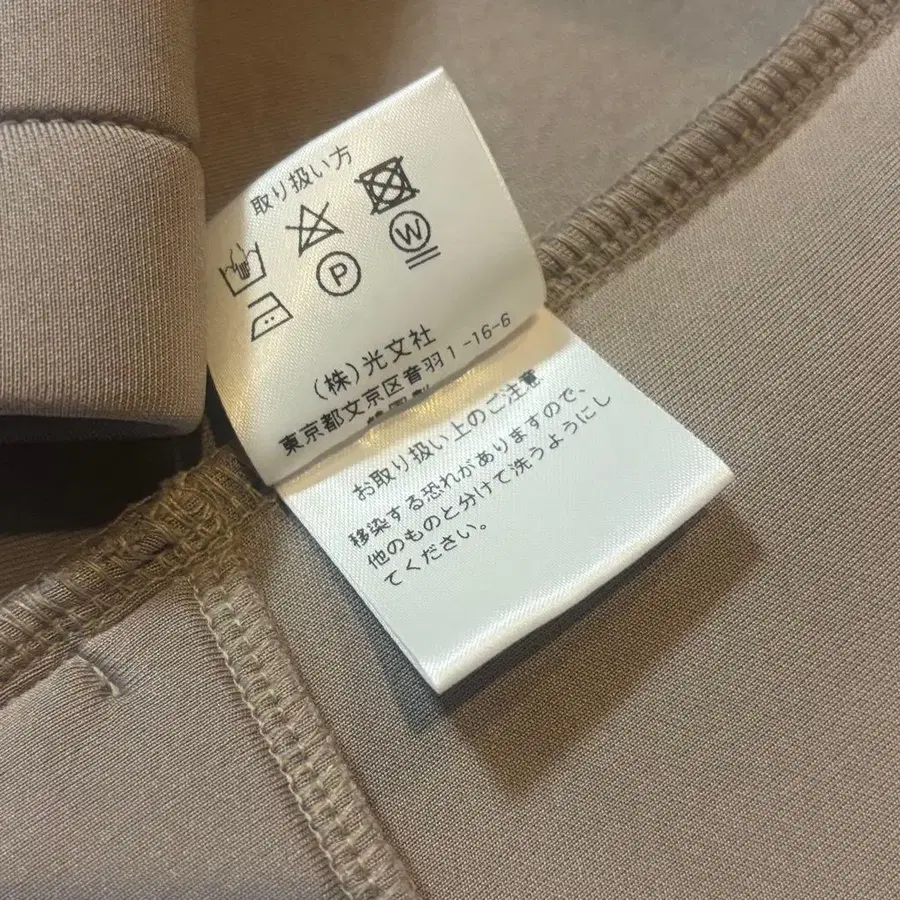 取り扱い方
P
W
(株)光文社
東京都文京区音羽1-16-6
お取り扱い上のご注意
移染する恐れがありますので、
他のものと分けて洗うようにし
てください。